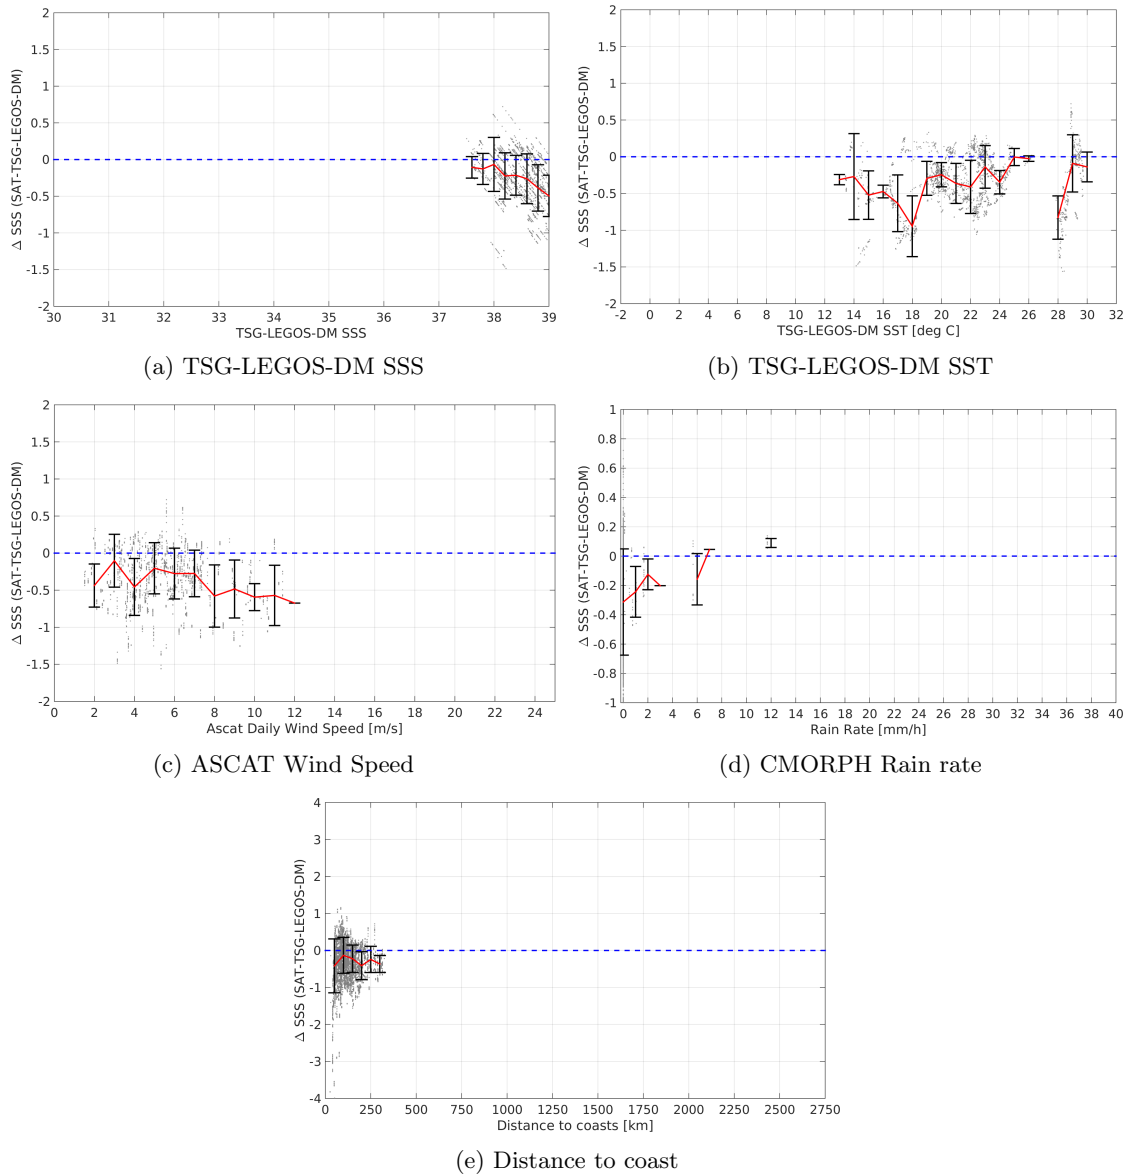 2
1.5
1
0.5
0
-0.5
-1
-1.5
-2
Δ SSS (SAT-TSG-LEGOS-DM)
30 31 32 33 34 35 36 37 38 39
TSG-LEGOS-DM SSS
(a) TSG-LEGOS-DM SSS
2
1.5
1
0.5
0
-0.5
-1
-1.5
-2
Δ SSS (SAT-TSG-LEGOS-DM)
-2 0 2 4 6 8 10 12 14 16 18 20 22 24 26 28 30 32
TSG-LEGOS-DM SST [deg C]
(b) TSG-LEGOS-DM SST
2
1.5
1
0.5
0
-0.5
-1
-1.5
-2
Δ SSS (SAT-TSG-LEGOS-DM)
0 2 4 6 8 10 12 14 16 18 20 22 24
Ascat Daily Wind Speed [m/s]
(c) ASCAT Wind Speed
1
0.8
0.6
0.4
0.2
0
-0.2
-0.4
-0.6
-0.8
-1
Δ SSS (SAT-TSG-LEGOS-DM)
0 2 4 6 8 10 12 14 16 18 20 22 24 26 28 30 32 34 36 38 40
Rain Rate [mm/h]
(d) CMORPH Rain rate
4
3
2
1
0
-1
-2
-3
-4
Δ SSS (SAT-TSG-LEGOS-DM)
0 250 500 750 1000 1250 1500 1750 2000 2250 2500 2750
Distance to coasts [km]
(e) Distance to coast